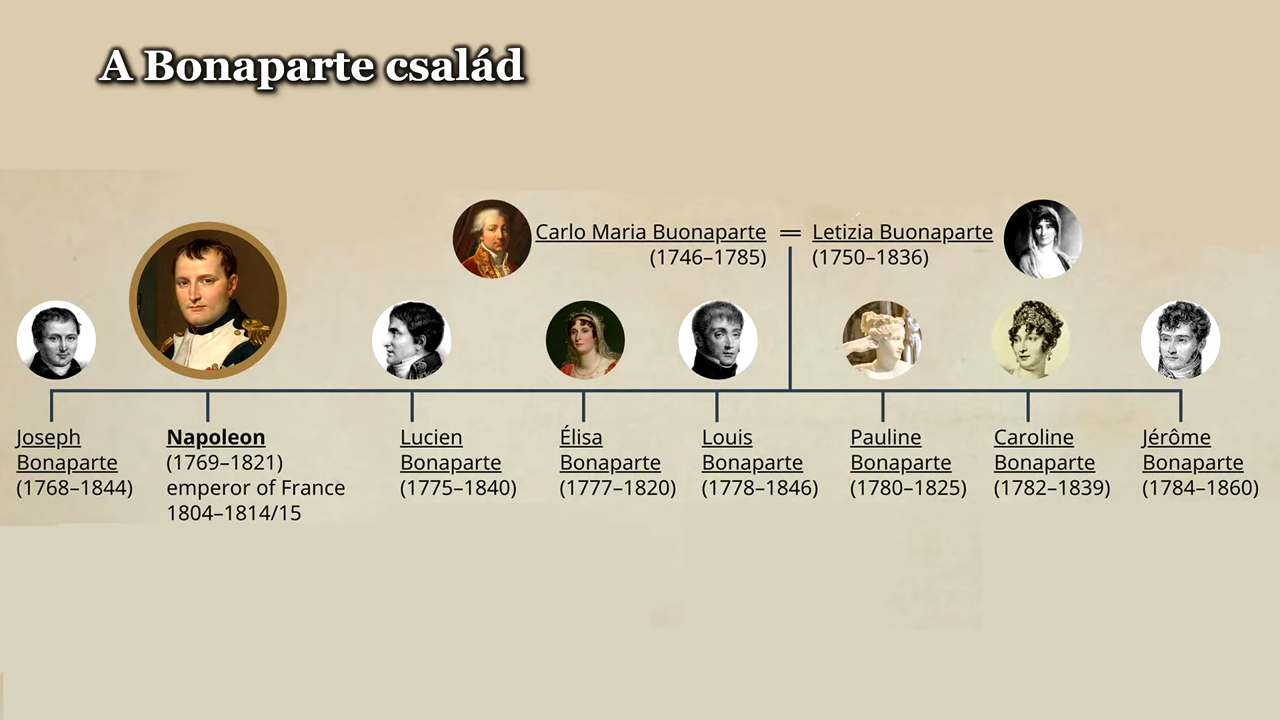 A Bonaparte család
Carlo Maria Buonaparte = Letizia Buonaparte
(1746–1785) (1750–1836)
Joseph
Bonaparte
(1768–1844)
Napoleon
(1769–1821)
emperor of France
1804–1814/15
Lucien
Bonaparte
(1775–1840)
Élisa
Bonaparte
(1777–1820)
Louis
Bonaparte
(1778–1846)
Pauline
Bonaparte
(1780–1825)
Caroline
Bonaparte
(1782–1839)
Jérôme
Bonaparte
(1784–1860)